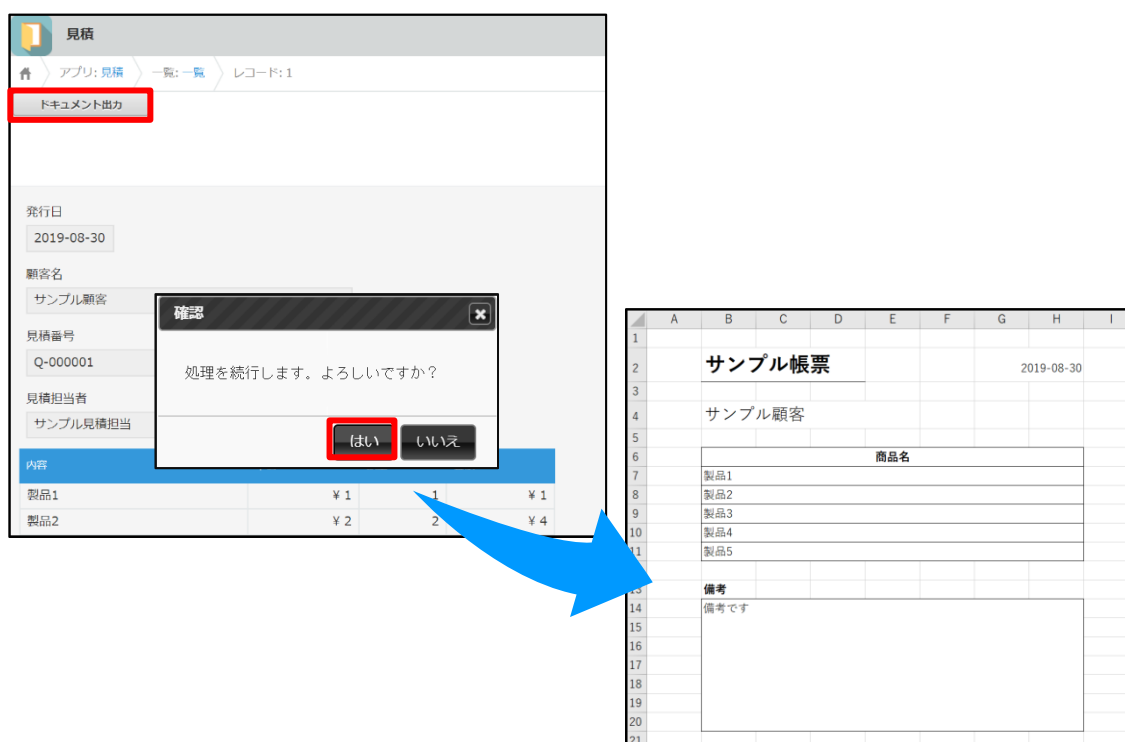 見積
アプリ: 見積 一覧: 一覧 レコード: 1
ドキュメント出力
発行日
2019-08-30
顧客名
サンプル顧客
見積番号
Q-000001
見積担当者
サンプル見積担当
内容
製品1 ¥ 1 1 ¥ 1
製品2 ¥ 2 2 ¥ 4
確認
処理を続行します。よろしいですか？
はい いいえ
A B C D E F G H I
1
2 サンプル帳票 2019-08-30
3
4 サンプル顧客
5
6 商品名
7 製品1
8 製品2
9 製品3
10 製品4
11 製品5
13 備考
14 備考です
15
16
17
18
19
20
21